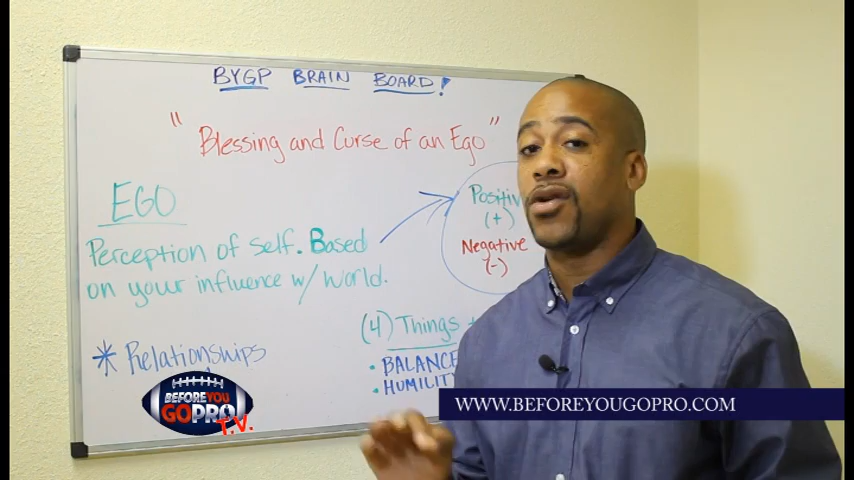 BYGP BRAIN BOARD!
" Blessing and Curse of an Ego "
EGO
Perception of self. Based
on your influence w/ World.
Positiv
(+)
Negative
(-)
(4) Things
• BALANCE
• HUMILITY
* Relationships
BEFORE YOU
GO PRO
T.V.
WWW.BEFOREYOUGOPRO.COM